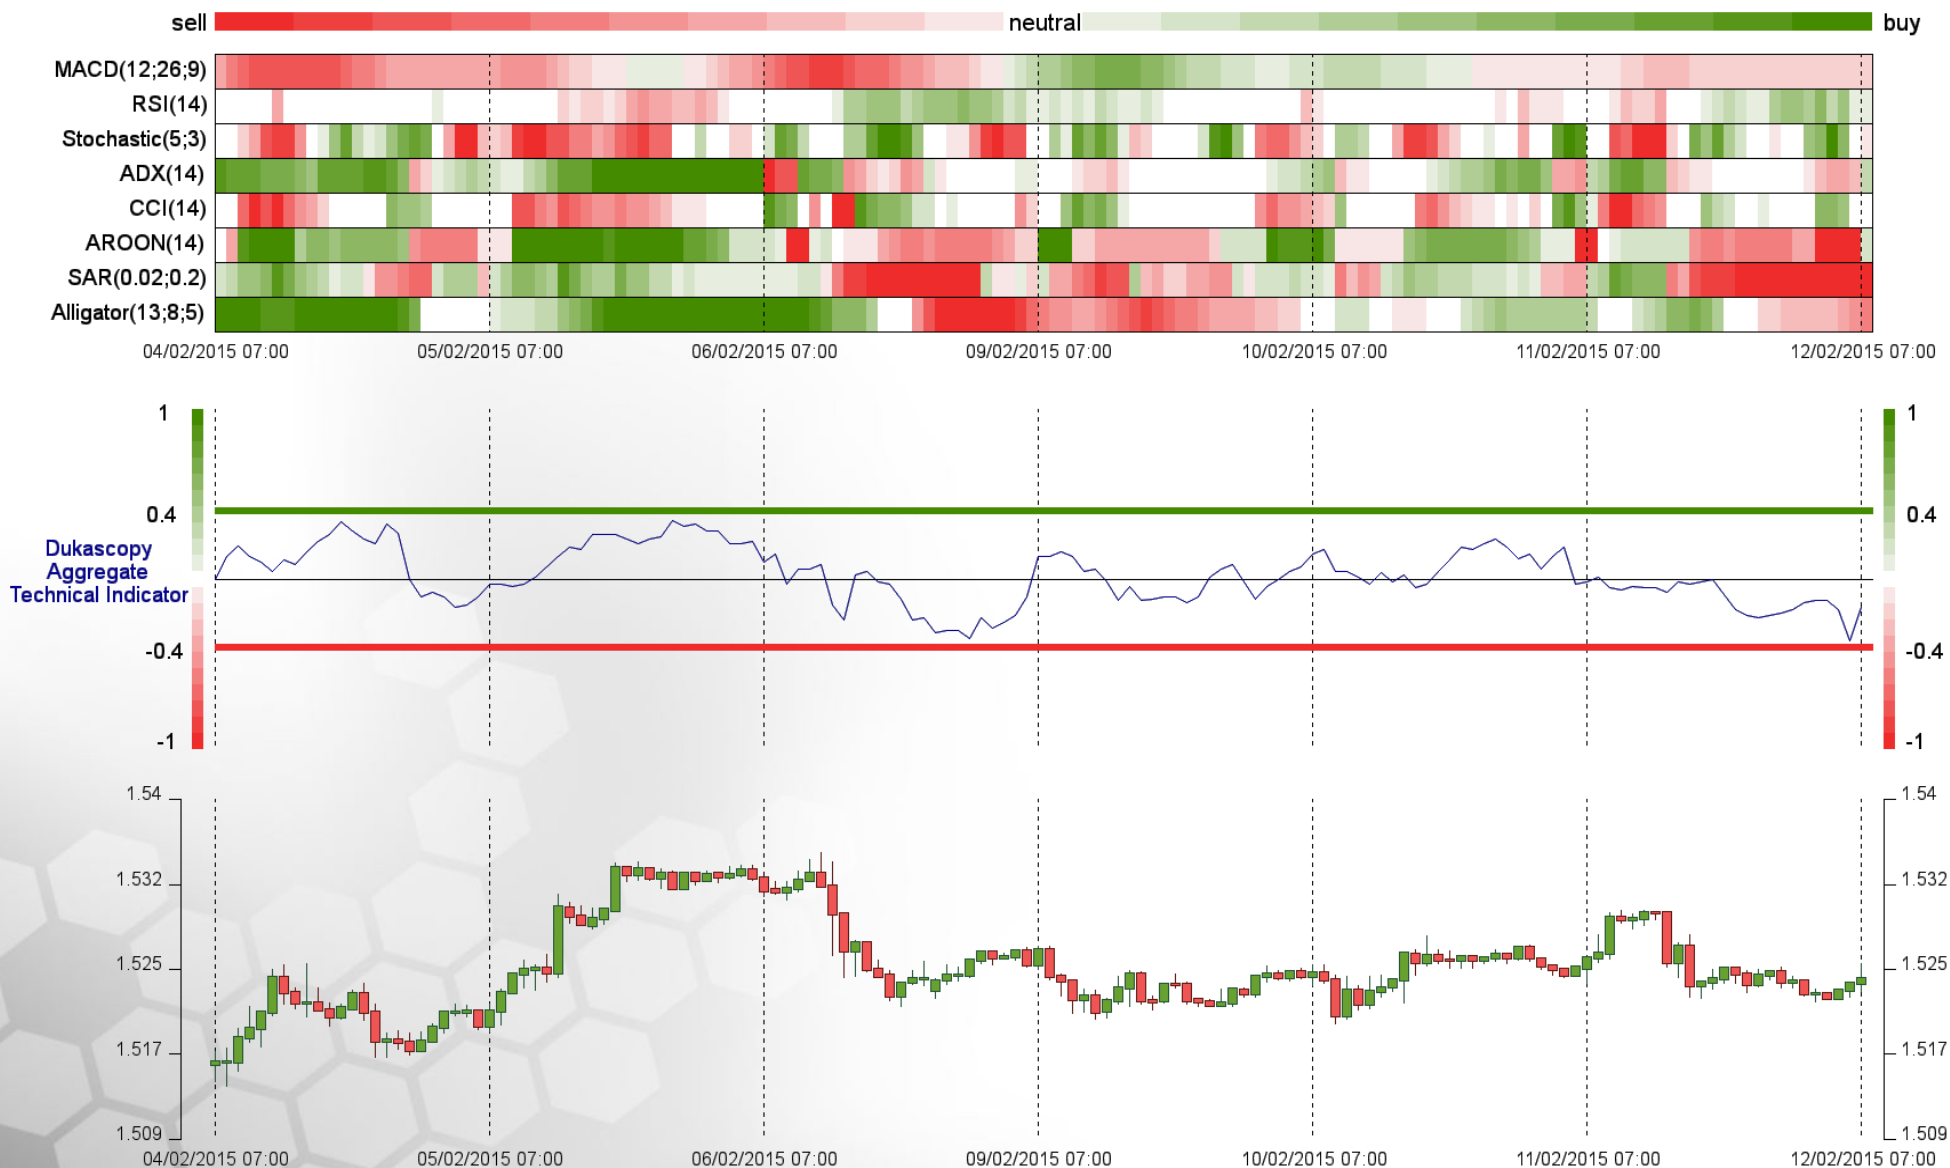 sell neutral buy
MACD(12;26;9)
RSI(14)
Stochastic(5;3)
ADX(14)
CCI(14)
AROON(14)
SAR(0.02;0.2)
Alligator(13;8;5)
04/02/2015 07:00 05/02/2015 07:00 06/02/2015 07:00 09/02/2015 07:00 10/02/2015 07:00 11/02/2015 07:00 12/02/2015 07:00
1 1
0.4 0.4
Dukascopy
Aggregate
Technical Indicator
-0.4 -0.4
-1 -1
1.54 1.54
1.532 1.532
1.525 1.525
1.517 1.517
1.509 1.509
04/02/2015 07:00 05/02/2015 07:00 06/02/2015 07:00 09/02/2015 07:00 10/02/2015 07:00 11/02/2015 07:00 12/02/2015 07:00